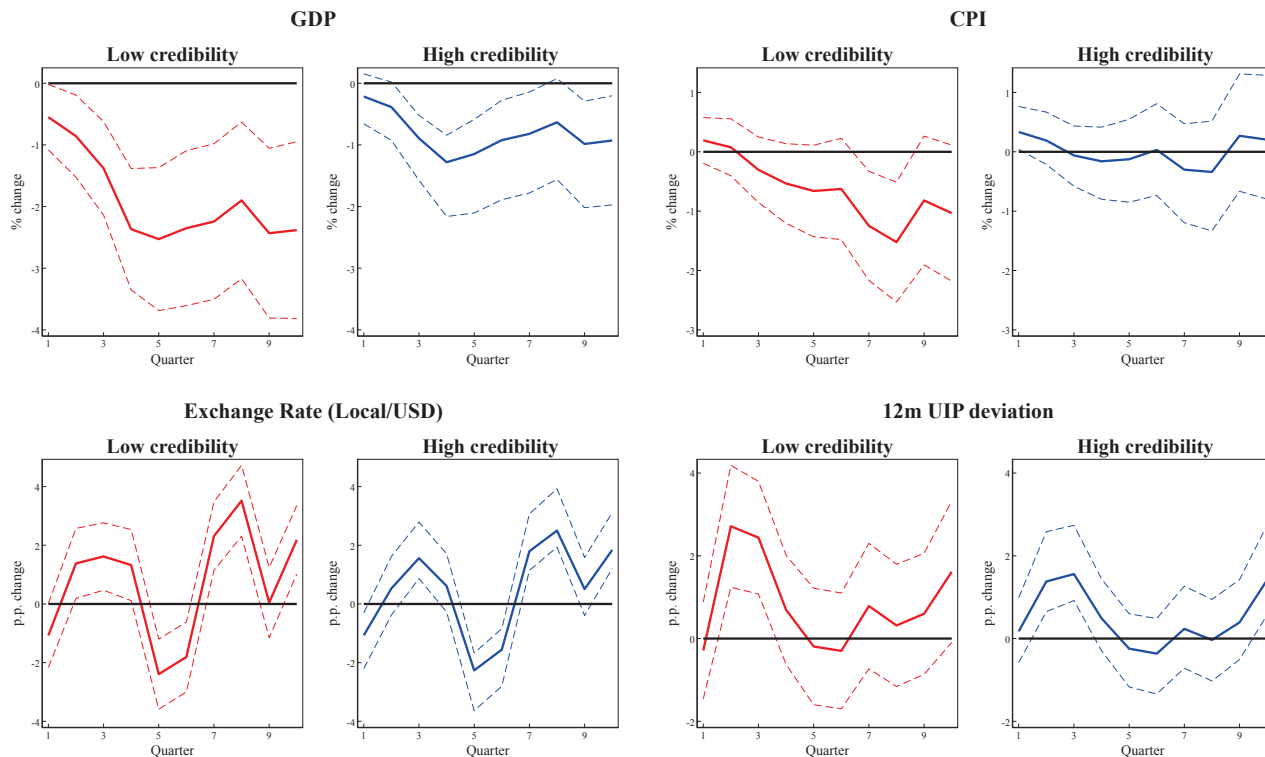 GDP
CPI
Low credibility
High credibility
Low credibility
High credibility
% change
0
-1
-2
-3
-4
1
3
5
7
9
Quarter
% change
0
-1
-2
-3
-4
1
3
5
7
9
Quarter
% change
1
0
-1
-2
-3
1
3
5
7
9
Quarter
% change
1
0
-1
-2
-3
1
3
5
7
9
Quarter
Exchange Rate (Local/USD)
12m UIP deviation
Low credibility
High credibility
Low credibility
High credibility
p.p. change
4
2
0
-2
-4
1
3
5
7
9
Quarter
p.p. change
4
2
0
-2
-4
1
3
5
7
9
Quarter
p.p. change
4
2
0
-2
1
3
5
7
9
Quarter
p.p. change
4
2
0
-2
1
3
5
7
9
Quarter